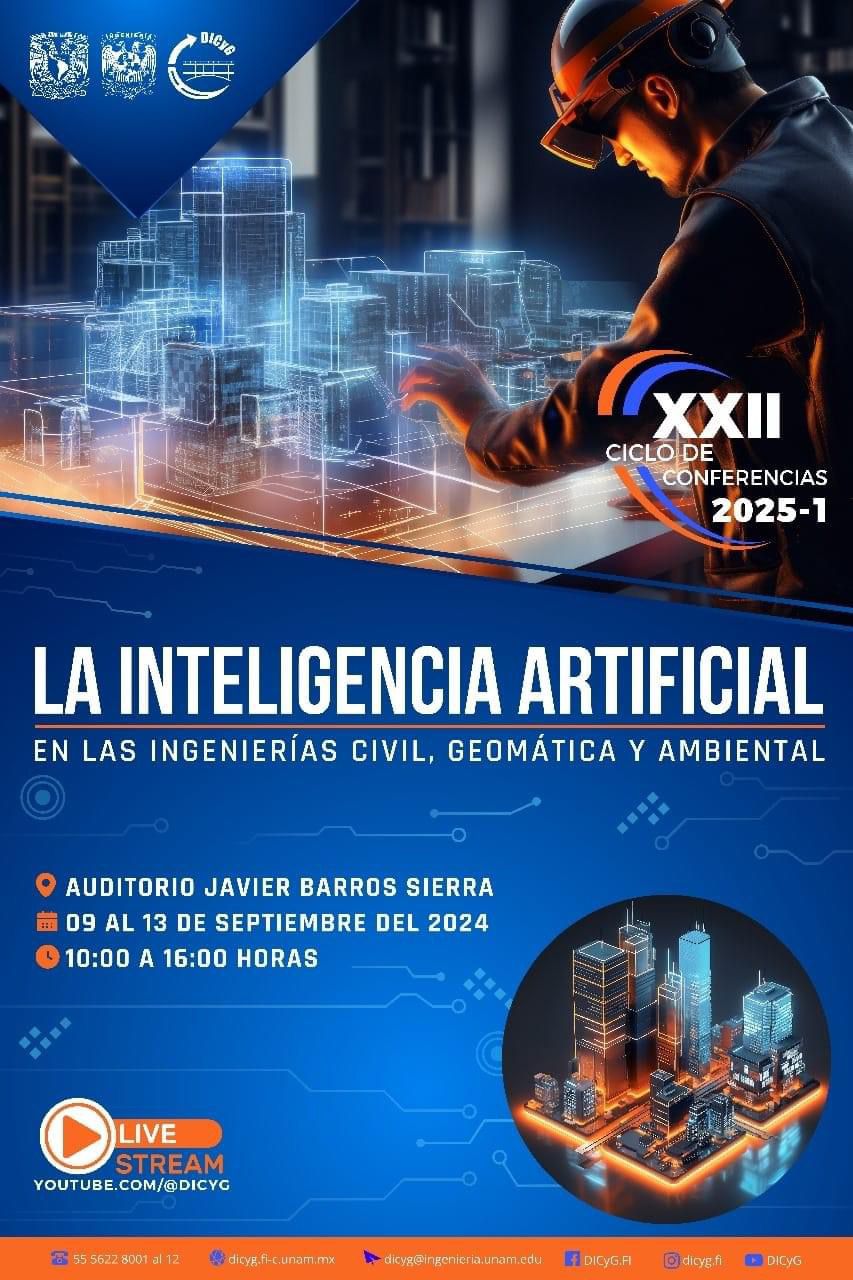 INGENIERIA
DICyG
XXII
CICLO DE
CONFERENCIAS
2025-1
LA INTELIGENCIA ARTIFICIAL
EN LAS INGENIERÍAS CIVIL, GEOMÁTICA Y AMBIENTAL
AUDITORIO JAVIER BARROS SIERRA
09 AL 13 DE SEPTIEMBRE DEL 2024
10:00 A 16:00 HORAS
LIVE
STREAM
YOUTUBE.COM/@DICYG
55 5622 8001 al 12
dicyg.fi-c.unam.mx
dicyg@ingenieria.unam.edu
DICyG.FI
dicyg.fi
DICyG